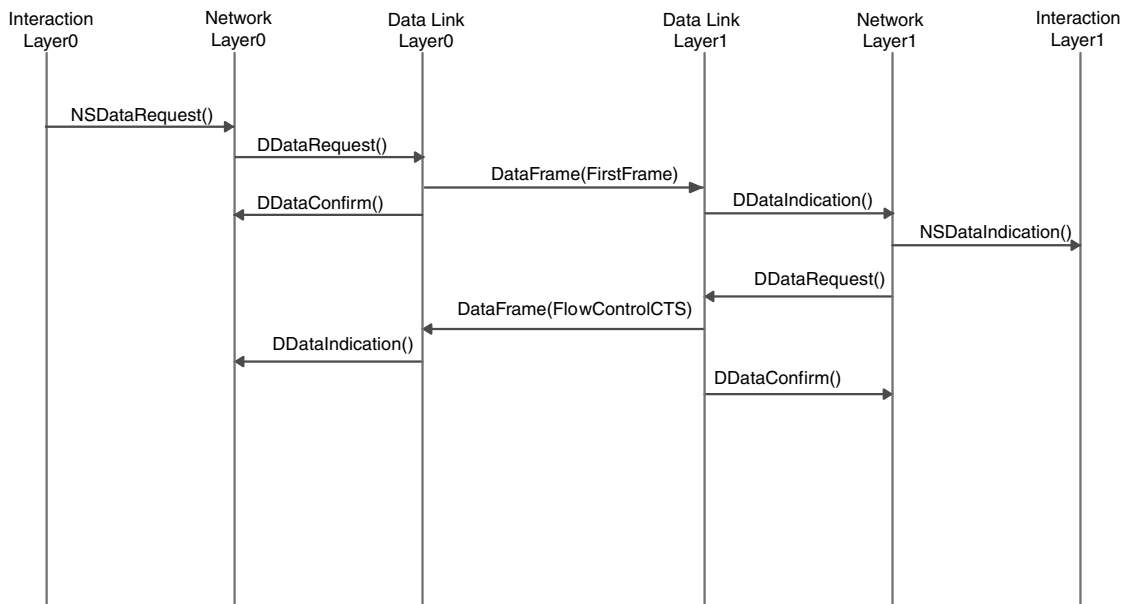 Interaction
Layer0
Network
Layer0
Data Link
Layer0
Data Link
Layer1
Network
Layer1
Interaction
Layer1
NSDataRequest()
DDataRequest()
DataFrame(FirstFrame)
DDataConfirm()
DDataIndication()
NSDataIndication()
DDataRequest()
DataFrame(FlowControlCTS)
DDataIndication()
DDataConfirm()